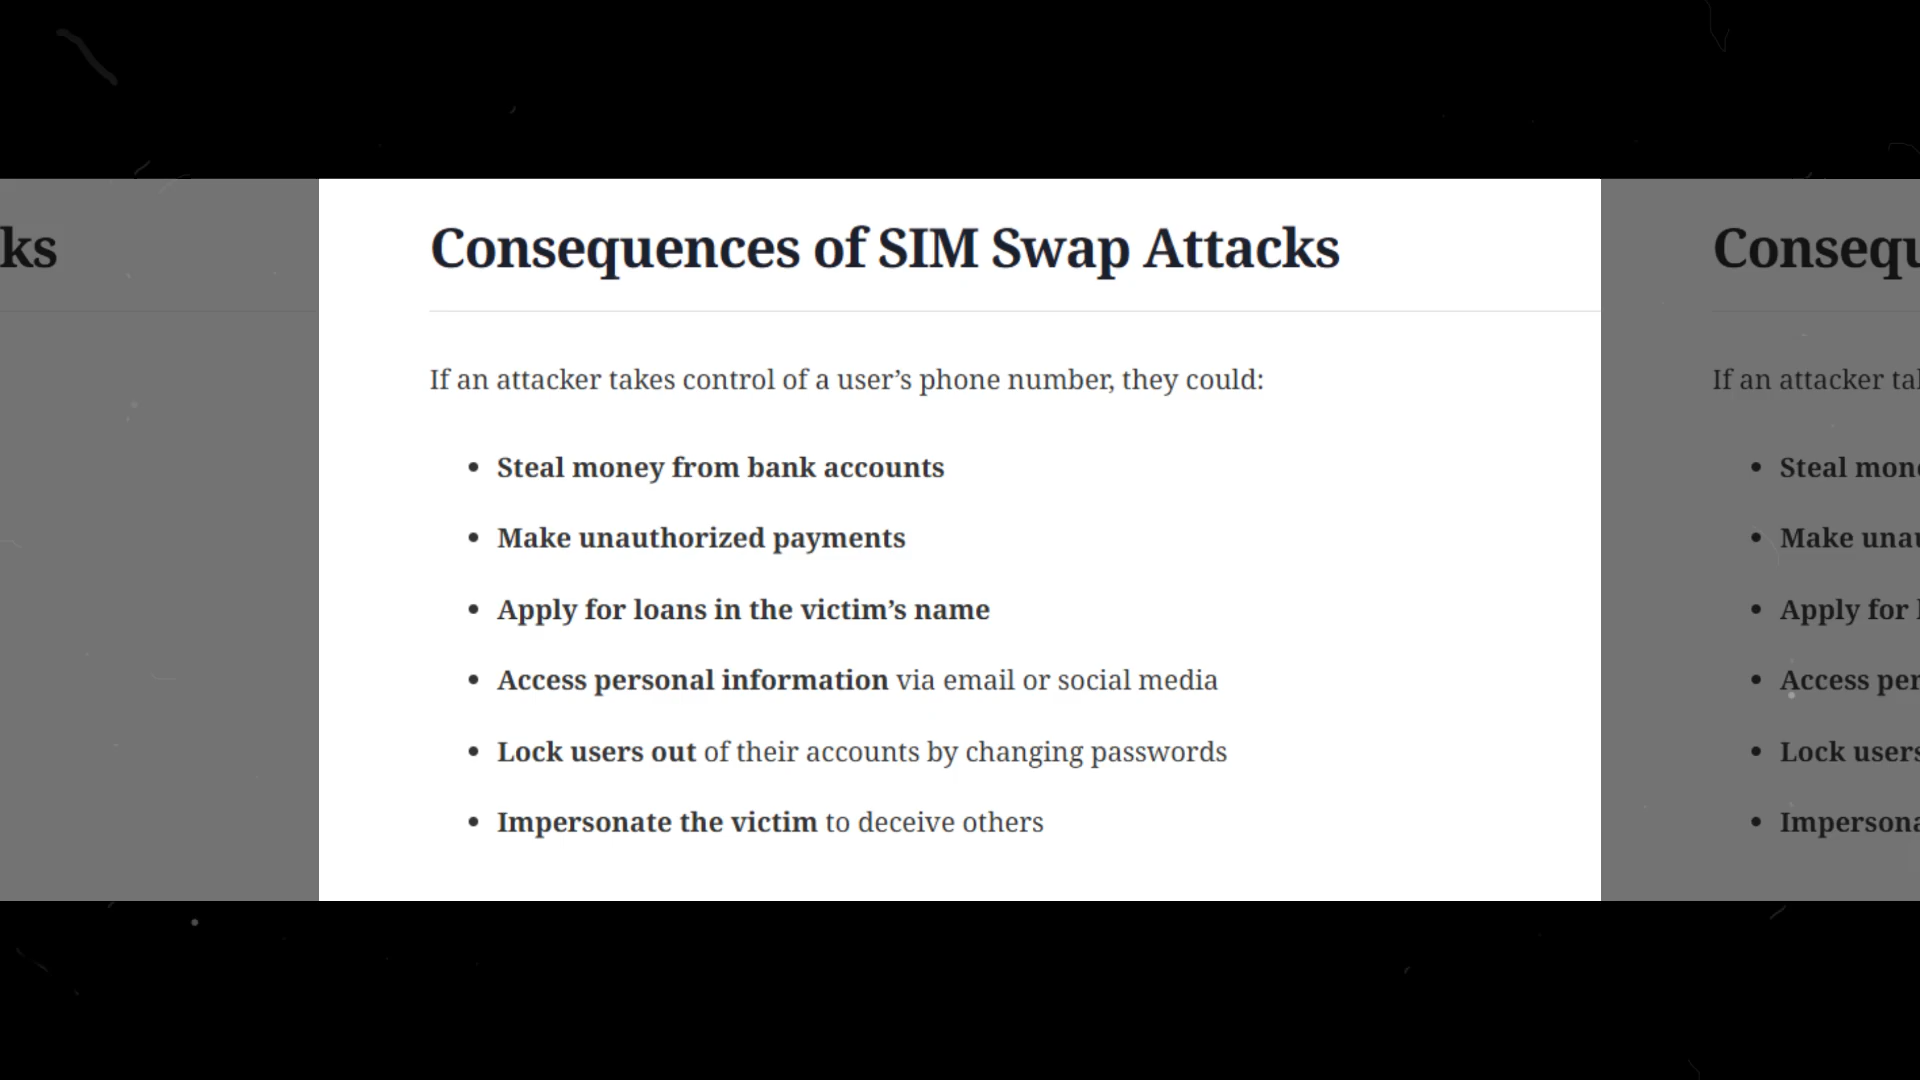 ks
Consequences of SIM Swap Attacks
If an attacker takes control of a user’s phone number, they could:
• Steal money from bank accounts
• Make unauthorized payments
• Apply for loans in the victim’s name
• Access personal information via email or social media
• Lock users out of their accounts by changing passwords
• Impersonate the victim to deceive others
Consequ
If an attacker tal
• Steal mon
• Make unau
• Apply for
• Access per
• Lock users
• Imperson